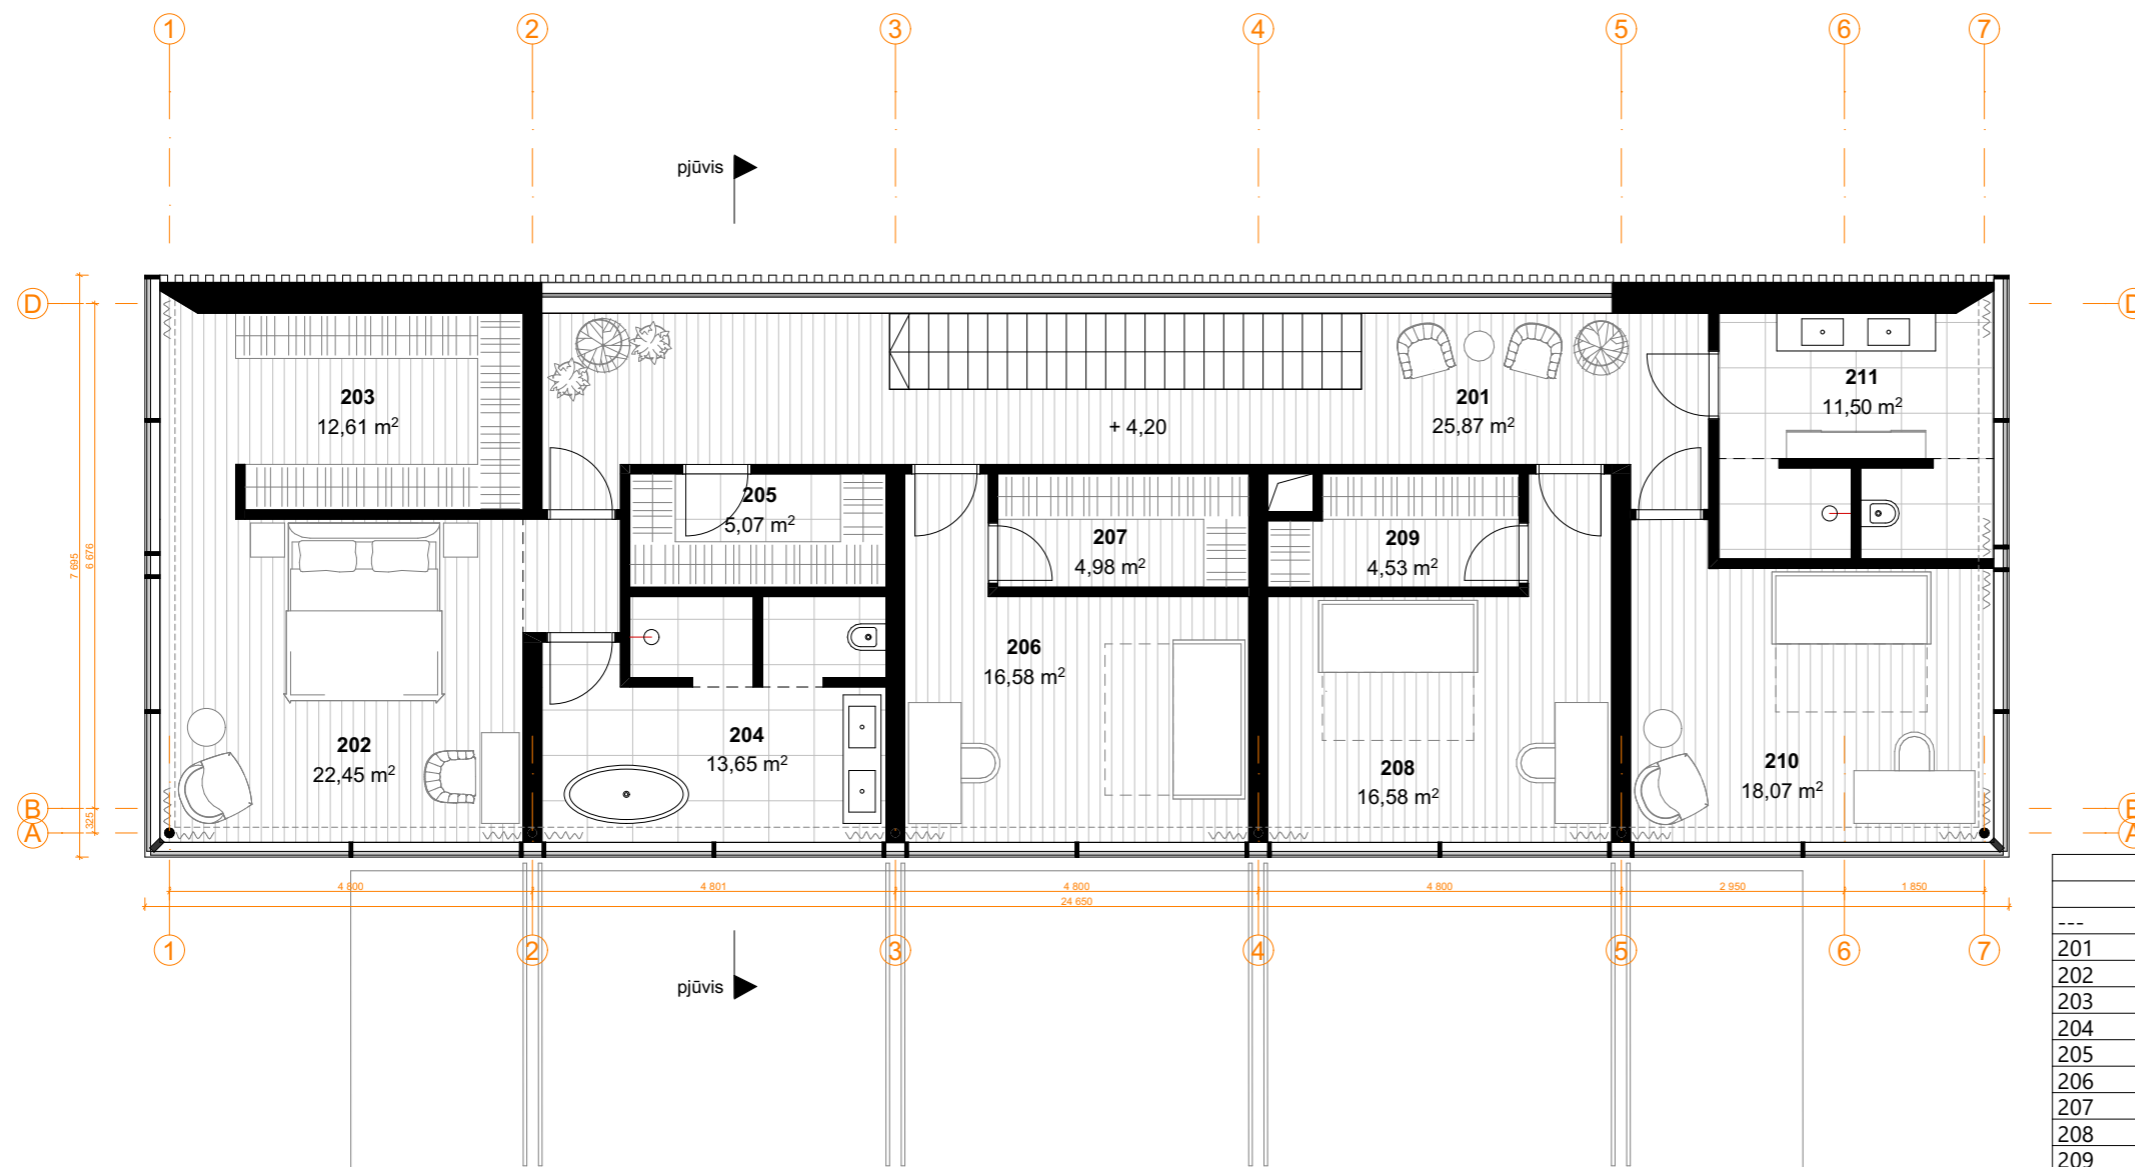 1 2 3 4 5 6 7
pjūvis
D D
203
12,61 m²
201
25,87 m²
211
11,50 m²
+ 4,20
205
5,07 m²
207
4,98 m²
209
4,53 m²
7 695
6 676
206
16,58 m²
202
22,45 m²
204
13,65 m²
208
16,58 m²
210
18,07 m²
B
325
A
4 800 4 801 4 800 4 800 2 950 1 850
24 650
1 2 3 4 5 6 7
pjūvis
---
201
202
203
204
205
206
207
208
209